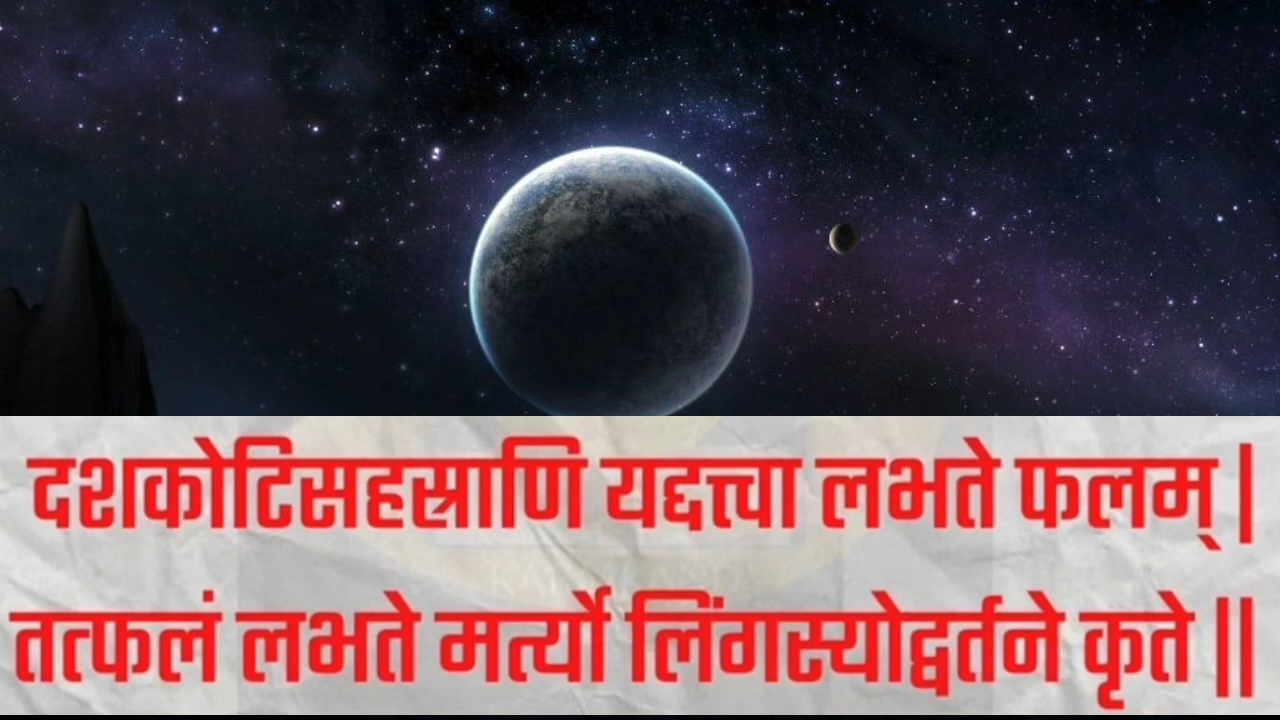 दशकोटिसहस्राणि यद्दत्त्वा लभते फलम् |
तत्फलं लभते मर्त्यो लिंगस्योद्वर्तने कृते ||